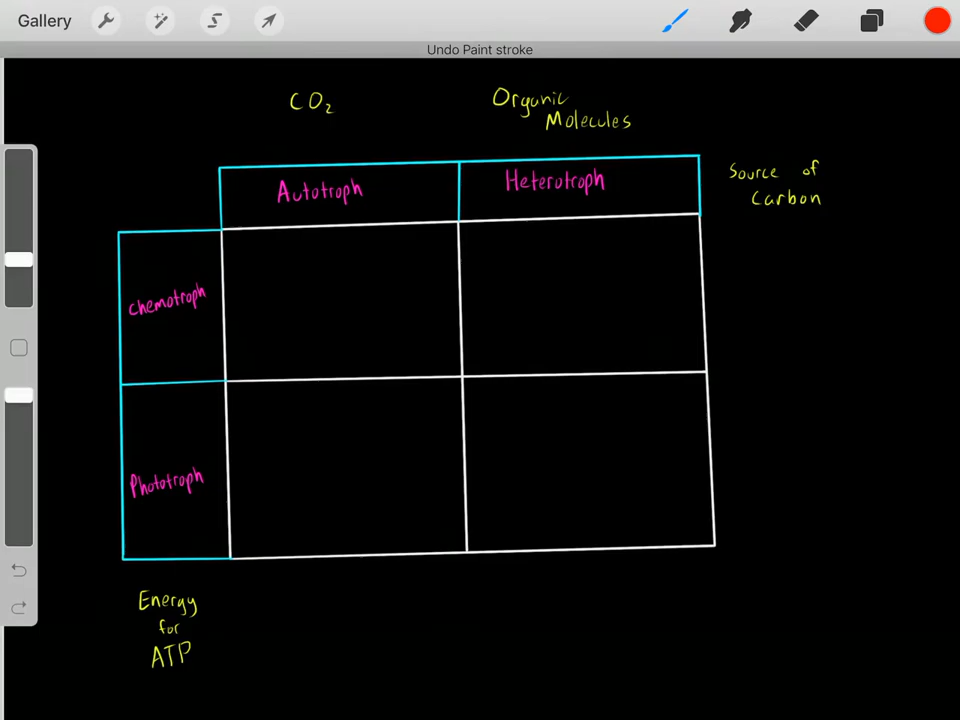 Gallery
Undo Paint stroke
CO₂
Organic
Molecules
Autotroph
Heterotroph
Source of
Carbon
Chemotroph
Phototroph
Energy
for
ATP